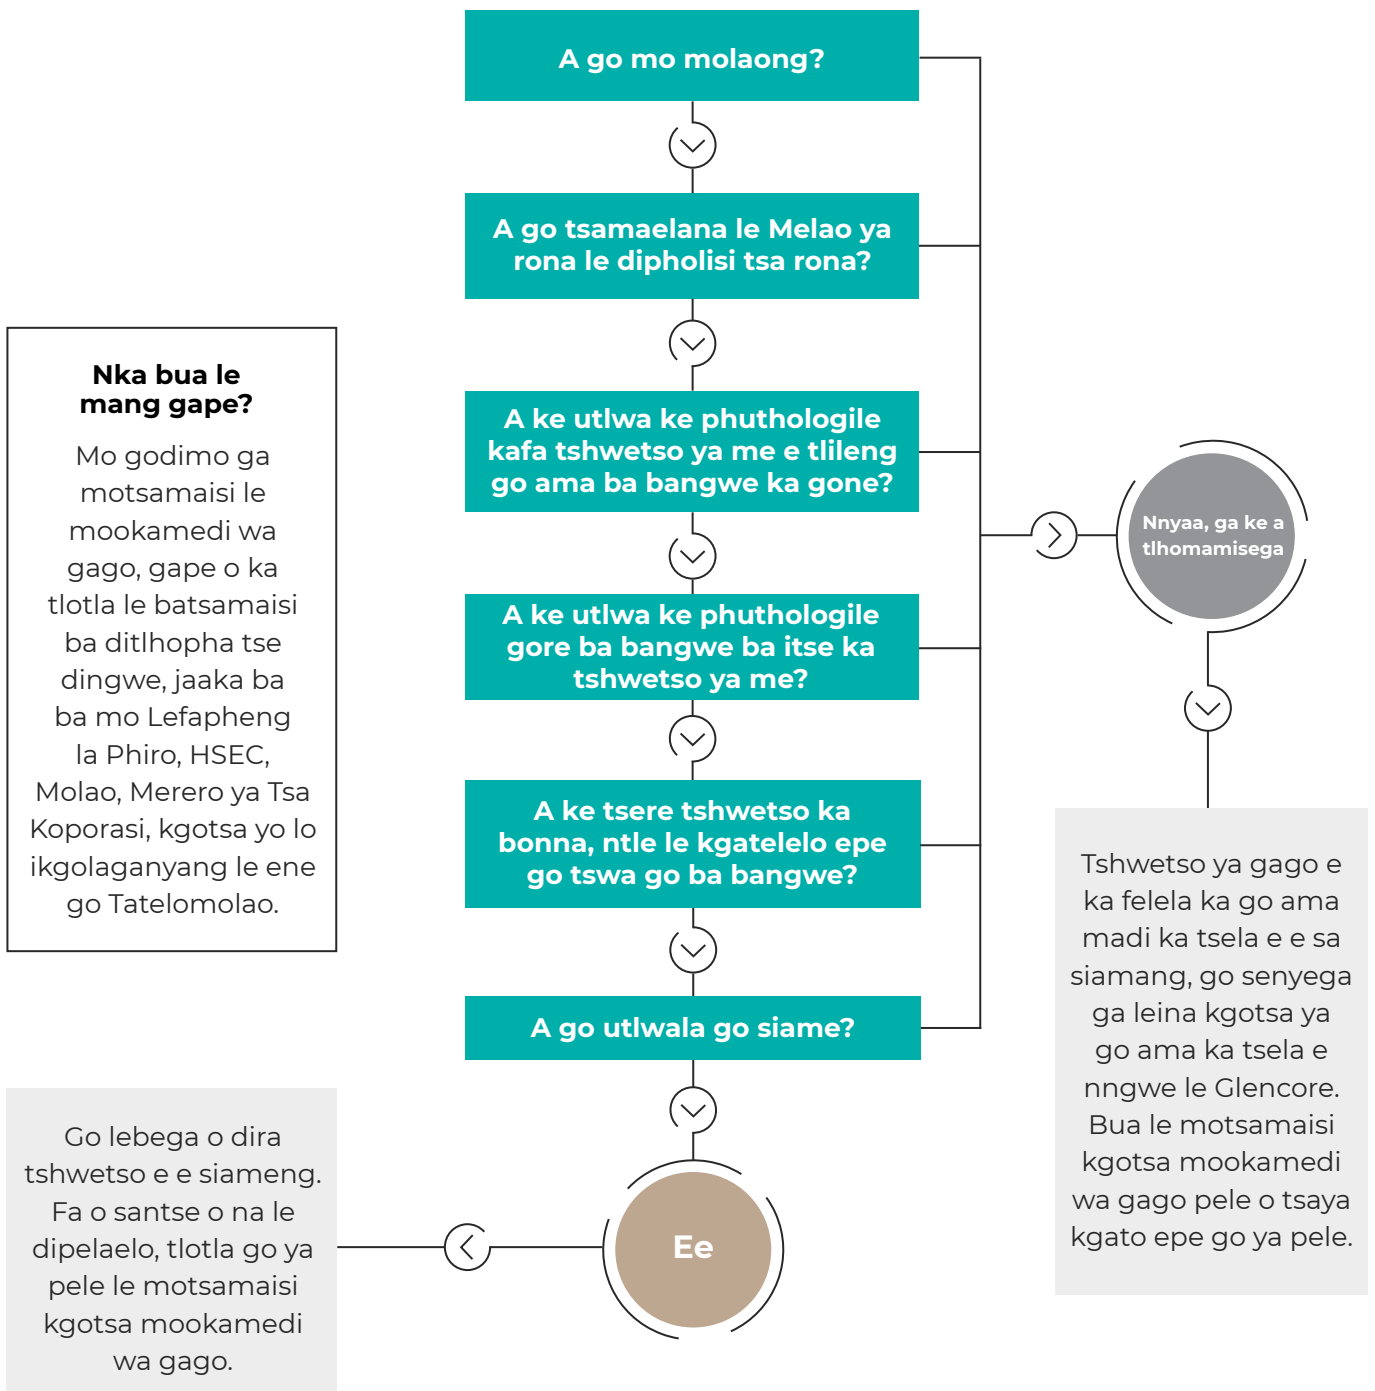 A go mo molaong?
A go tsamaelana le Melao ya
rona le dipholisi tsa rona?
A ke utlwa ke phuthologile
kafa tshwetso ya me e tlileng
go ama ba bangwe ka gone?
A ke utlwa ke phuthologile
gore ba bangwe ba itse ka
tshwetso ya me?
A ke tsere tshwetso ka
bonna, ntle le kgatelelo epe
go tswa go ba bangwe?
A go utlwala go siame?
Ee
Nnyaa, ga ke a
tlhomamisega
Nka bua le
mang gape?
Mo godimo ga
motsamaisi le
mookamedi wa
gago, gape o ka
tlotla le batsamaisi
ba ditlhopha tse
dingwe, jaaka ba
ba mo Lefapheng
la Phiro, HSEC,
Molao, Merero ya Tsa
Koporasi, kgotsa yo lo
ikgolaganyang le ene
go Tatelomolao.
Go lebega o dira
tshwetso e e siameng.
Fa o santse o na le
dipelaelo, tlotla go ya
pele le motsamaisi
kgotsa mookamedi
wa gago.
Tshwetso ya gago e
ka felela ka go ama
madi ka tsela e e sa
siamang, go senyega
ga leina kgotsa ya
go ama ka tsela e
nngwe le Glencore.
Bua le motsamaisi
kgotsa mookamedi
wa gago pele o tsaya
kgato epe go ya pele.